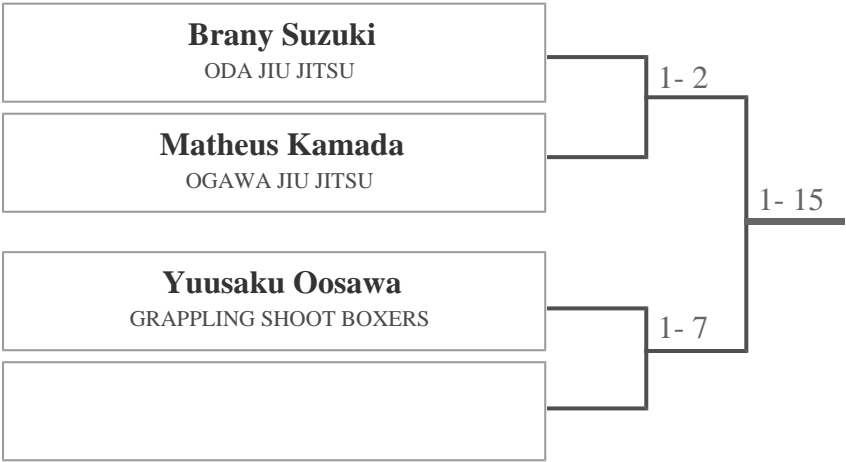 Brany Suzuki
ODA JIU JITSU
1- 2
Matheus Kamada
OGAWA JIU JITSU
1- 15
Yuusaku Oosawa
GRAPPLING SHOOT BOXERS
1- 7